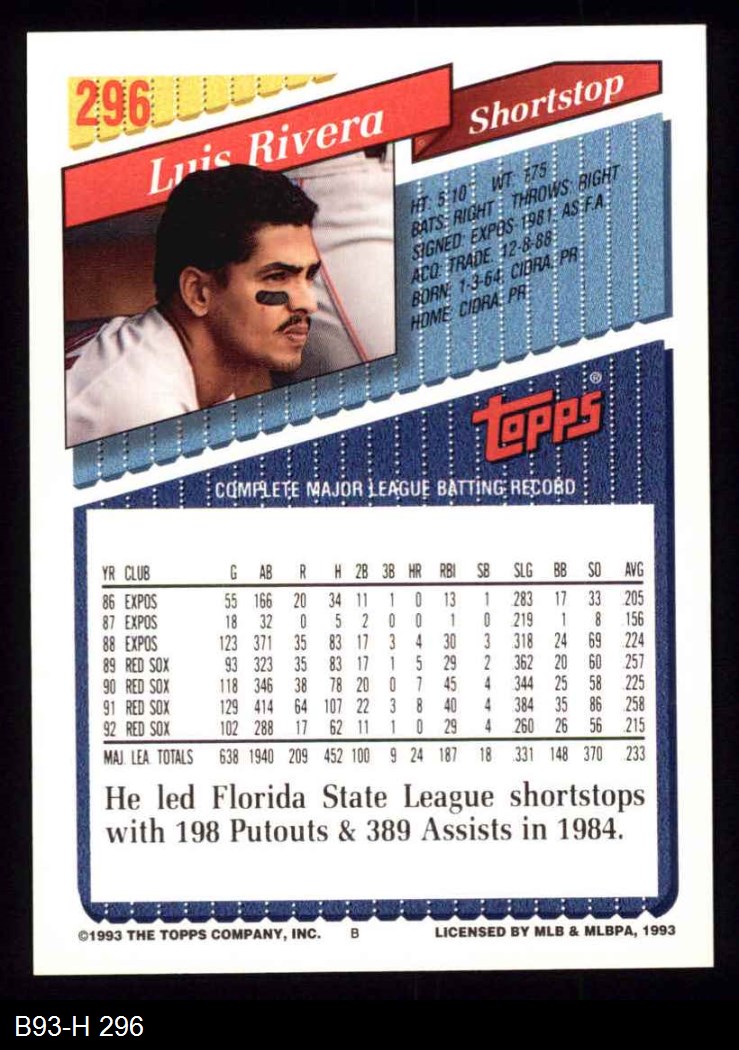 296
Luis Rivera
Shortstop
HT: 5'10" WT: 175
BATS: RIGHT THROWS: RIGHT
SIGNED: EXPOS-1981, AS F.A.
ACQ: TRADE, 12-8-88
BORN: 1-3-64, CIDRA, PR
HOME: CIDRA, PR
topps®
COMPLETE MAJOR LEAGUE BATTING RECORD
YR CLUB G AB R H 2B 3B HR RBI SB SLG BB SO AVG
86 EXPOS 55 166 20 34 11 1 0 13 1 .283 17 33 .205
87 EXPOS 18 32 0 5 2 0 0 1 0 .219 1 8 .156
88 EXPOS 123 371 35 83 17 3 4 30 3 .318 24 69 .224
89 RED SOX 93 323 35 83 17 1 5 29 2 .362 20 60 .257
90 RED SOX 118 346 38 78 20 0 7 45 4 .344 25 58 .225
91 RED SOX 129 414 64 107 22 3 8 40 4 .384 35 86 .258
92 RED SOX 102 288 17 62 11 1 0 29 4 .260 26 56 .215
MAJ. LEA. TOTALS 638 1940 209 452 100 9 24 187 18 .331 148 370 .233
He led Florida State League shortstops
with 198 Putouts & 389 Assists in 1984.
©1993 THE TOPPS COMPANY, INC. B LICENSED BY MLB & MLBPA, 1993
B93-H 296